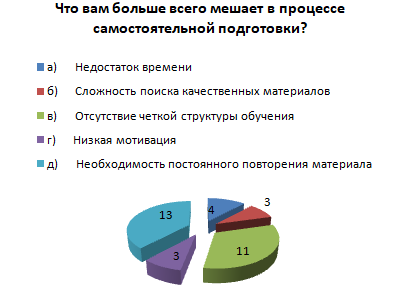 Что вам больше всего мешает в процессе
самостоятельной подготовки?
а) Недостаток времени
б) Сложность поиска качественных материалов
в) Отсутствие четкой структуры обучения
г) Низкая мотивация
д) Необходимость постоянного повторения материала
4
3
11
3
13